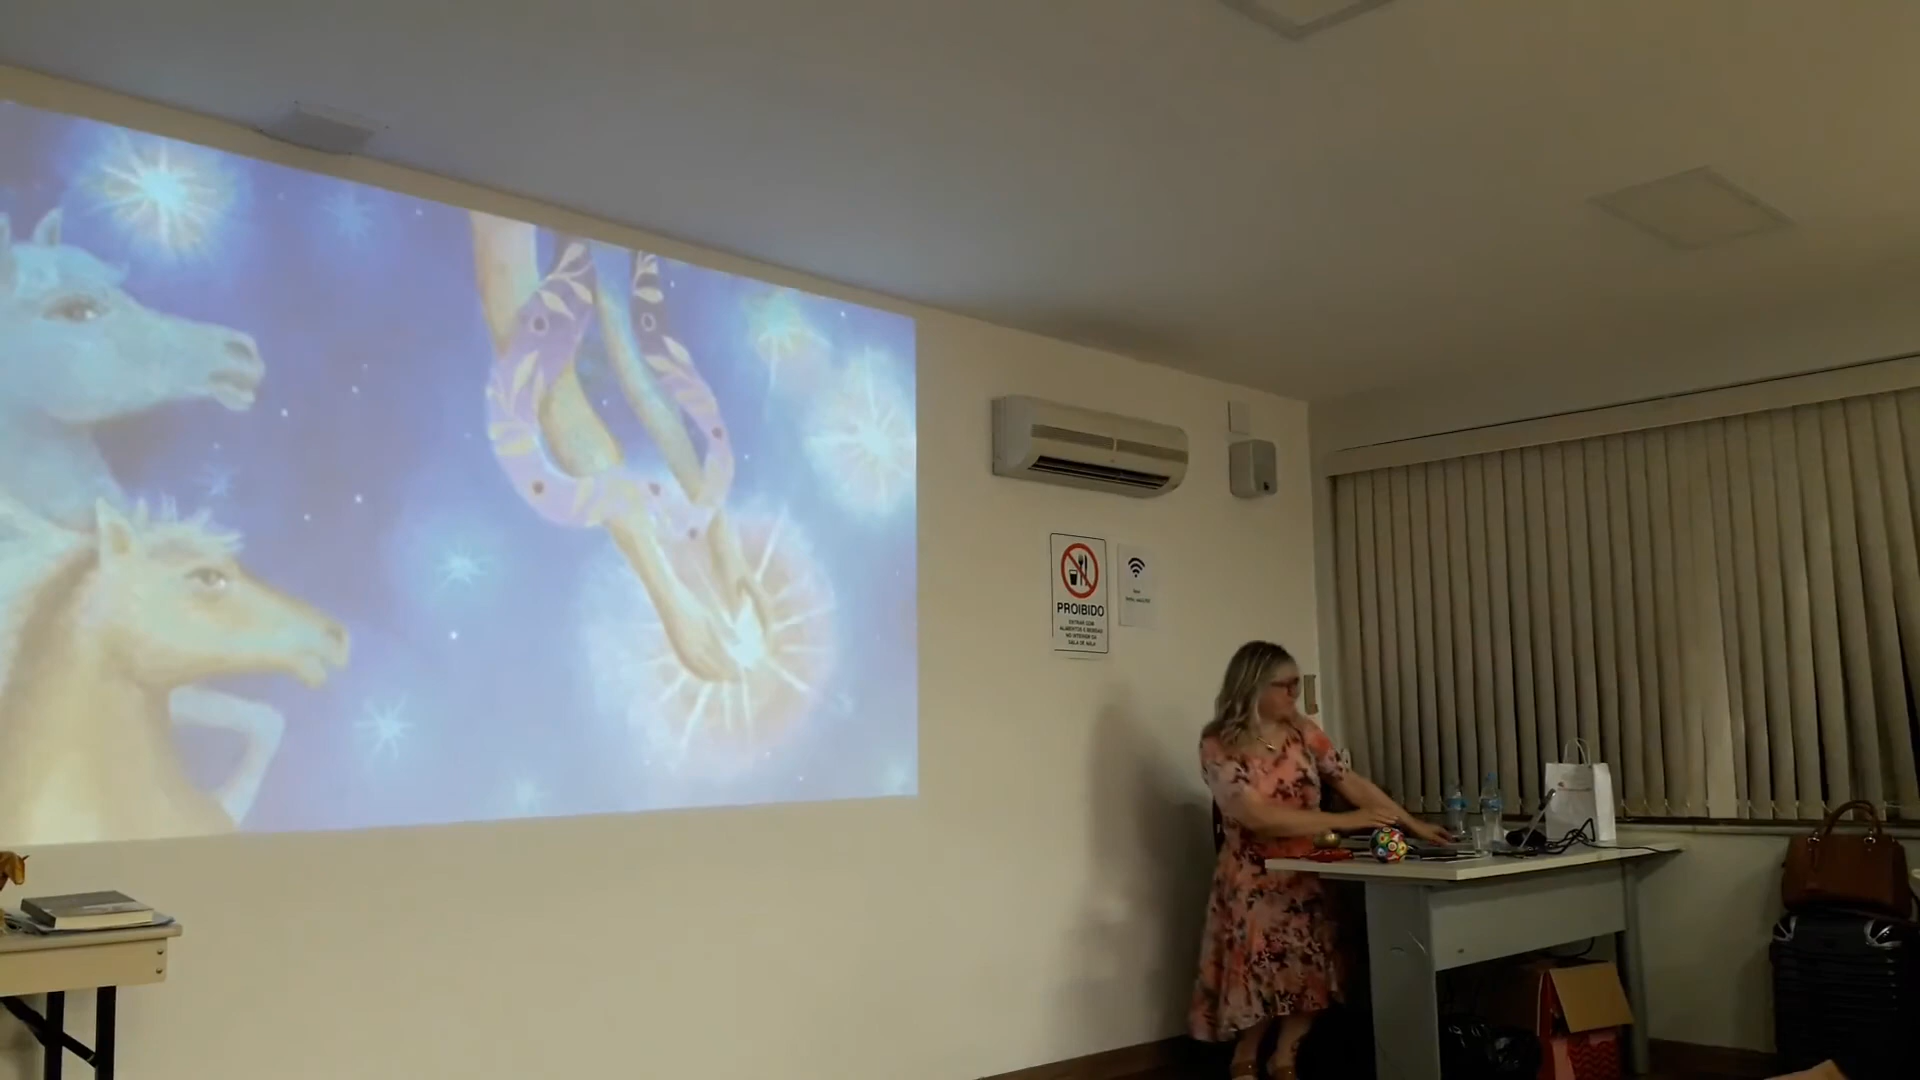 PROIBIDO
ENTRAR COM
ALIMENTOS E BEBIDAS
NO INTERIOR DA
SALA DE AULA